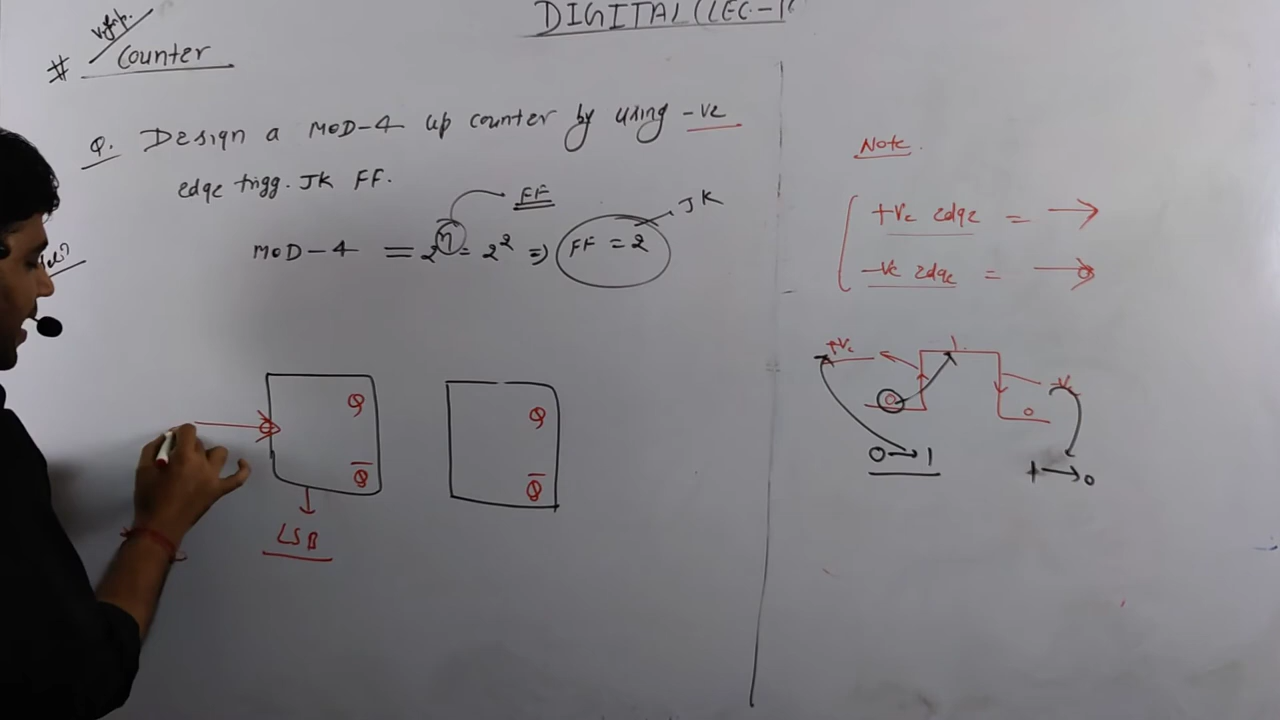 DIGITAL (LEC-1
V.V.Imp.
# Counter
Q. Design a MOD-4 up counter by using -ve
edge trigg. JK FF.
FF
JK
MOD-4 = 2^n = 2^2 => FF = 2
Q
Q̅
LSB
Q
Q̅
Note.
+ve edge =
-ve edge =
+ve
1
-ve
0
0
0→1
1→0